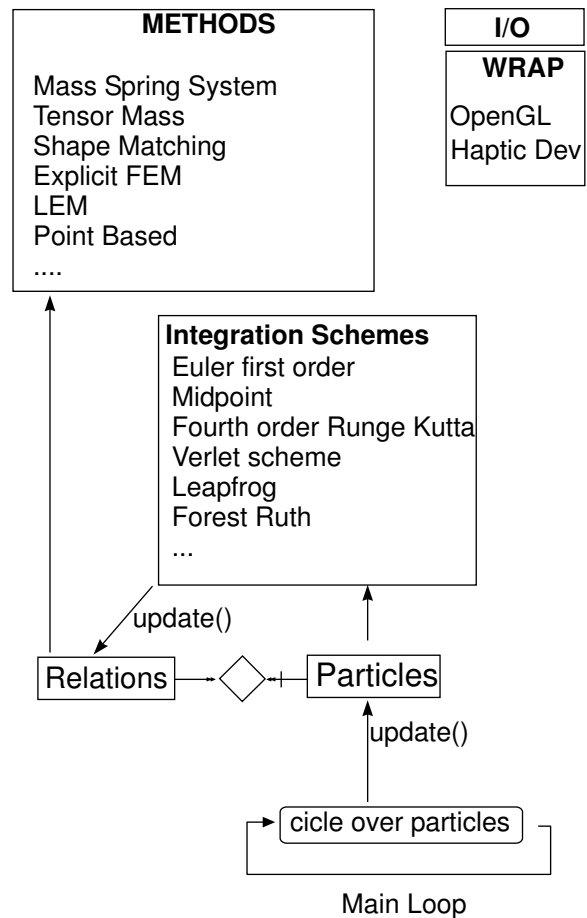 METHODS
Mass Spring System
Tensor Mass
Shape Matching
Explicit FEM
LEM
Point Based
....
I/O
WRAP
OpenGL
Haptic Dev
Integration Schemes
Euler first order
Midpoint
Fourth order Runge Kutta
Verlet scheme
Leapfrog
Forest Ruth
...
update()
Relations
Particles
update()
cicle over particles
Main Loop